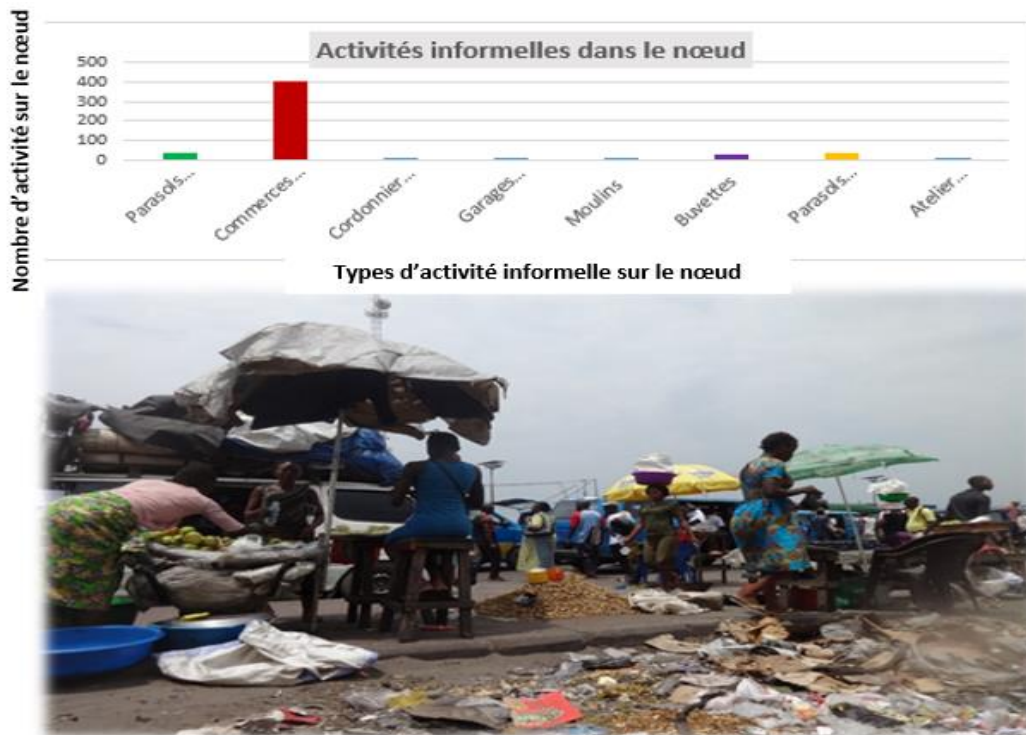 Nombre d'activité sur le nœud
Activités informelles dans le nœud
500
400
300
200
100
0
Parasols...
Commerces...
Cordonnier...
Garages...
Moulins
Buvettes
Parasols...
Atelier...
Types d'activité informelle sur le nœud